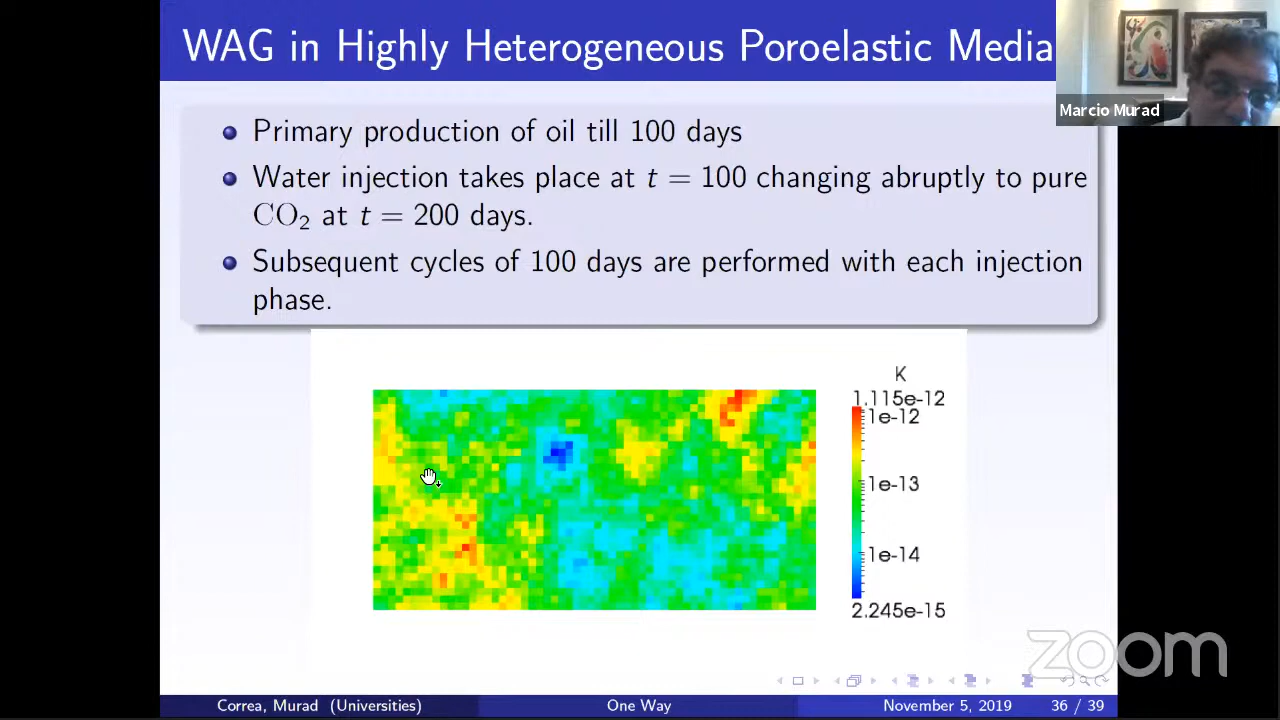 WAG in Highly Heterogeneous Poroelastic Media
Marcio Murad
Primary production of oil till 100 days
Water injection takes place at t = 100 changing abruptly to pure
CO₂ at t = 200 days.
Subsequent cycles of 100 days are performed with each injection
phase.
K
1.115e-12
1e-12
1e-13
1e-14
2.245e-15
zoom
Correa, Murad (Universities)
One Way
November 5, 2019
36 / 39